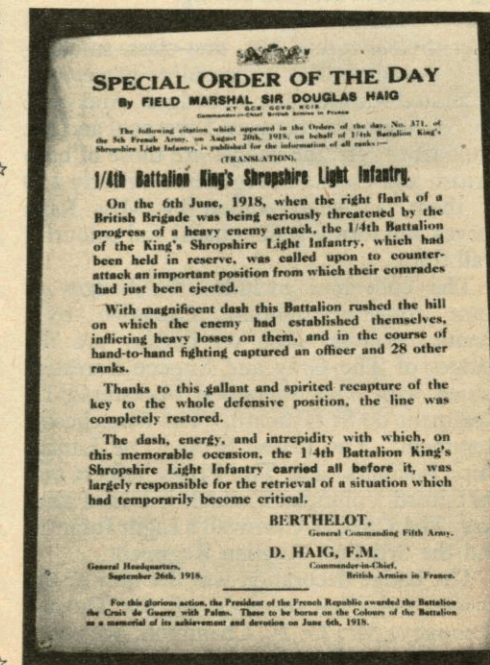 SPECIAL ORDER OF THE DAY
By FIELD MARSHAL SIR DOUGLAS HAIG
KT GCB GCVO KCIE
Commander-in-Chief British Armies in France
The following citation which appeared in the Orders of the day, No. 371, of
the 5th French Army, on August 20th, 1918, on behalf of 1/4th Battalion King's
Shropshire Light Infantry, is published for the information of all ranks:—
(TRANSLATION).
1/4th Battalion King's Shropshire Light Infantry.
On the 6th June, 1918, when the right flank of a
British Brigade was being seriously threatened by the
progress of a heavy enemy attack, the 1/4th Battalion
of the King's Shropshire Light Infantry, which had
been held in reserve, was called upon to counter-
attack an important position from which their comrades
had just been ejected.
With magnificent dash this Battalion rushed the hill
on which the enemy had established themselves,
inflicting heavy losses on them, and in the course of
hand-to-hand fighting captured an officer and 28 other
ranks.
Thanks to this gallant and spirited recapture of the
key to the whole defensive position, the line was
completely restored.
The dash, energy, and intrepidity with which, on
this memorable occasion, the 1/4th Battalion King's
Shropshire Light Infantry carried all before it, was
largely responsible for the retrieval of a situation which
had temporarily become critical.
BERTHELOT,
General Commanding Fifth Army.
D. HAIG, F.M.
General Headquarters, Commander-in-Chief,
September 26th, 1918. British Armies in France.
For this glorious action, the President of the French Republic awarded the Battalion
the Croix de Guerre with Palms. These to be borne on the Colours of the Battalion
as a memorial of its achievement and devotion on June 6th, 1918.